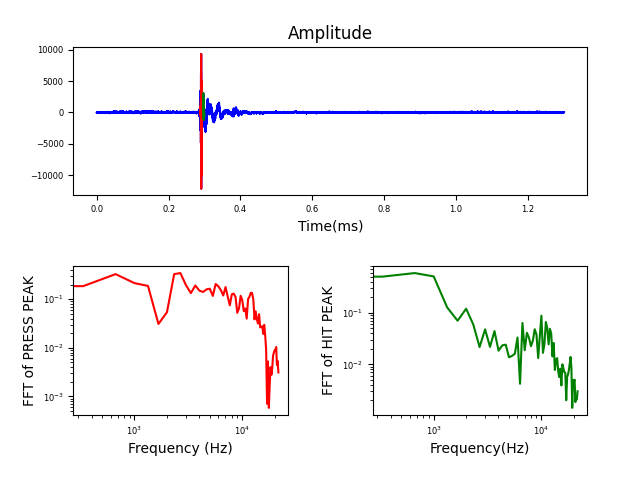 Amplitude
10000
5000
0
−5000
−10000
0.0 0.2 0.4 0.6 0.8 1.0 1.2
Time(ms)
FFT of PRESS PEAK
10⁻¹
10⁻²
10⁻³
10³ 10⁴
Frequency (Hz)
FFT of HIT PEAK
10⁻¹
10⁻²
10³ 10⁴
Frequency(Hz)